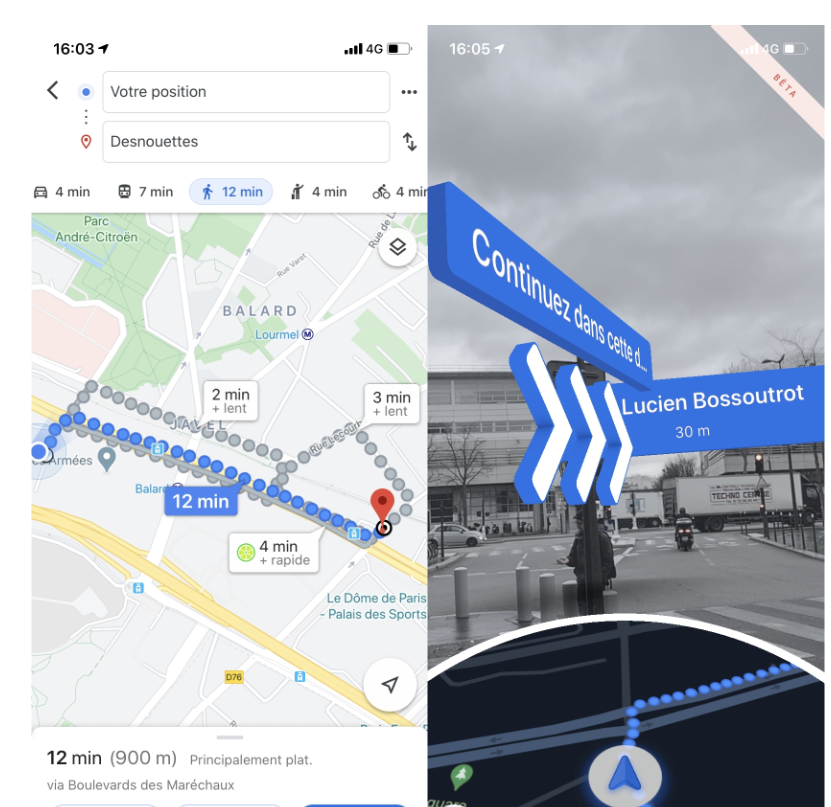 16:03
4G
Votre position
Desnouettes
4 min
7 min
12 min
4 min
4 min
Parc
André-Citroën
Rue de L
Rue Varet
BALARD
Lourmel M
2 min
+ lent
3 min
+ lent
JAVEL
Rue Lecourbe
Armées
Balard
12 min
4 min
+ rapide
Le Dôme de Paris
- Palais des Sports
D76
12 min (900 m) Principalement plat.
via Boulevards des Maréchaux
16:05
4G
BÊTA
Continuez dans cette d...
Lucien Bossoutrot
30 m
TECHNO
quare